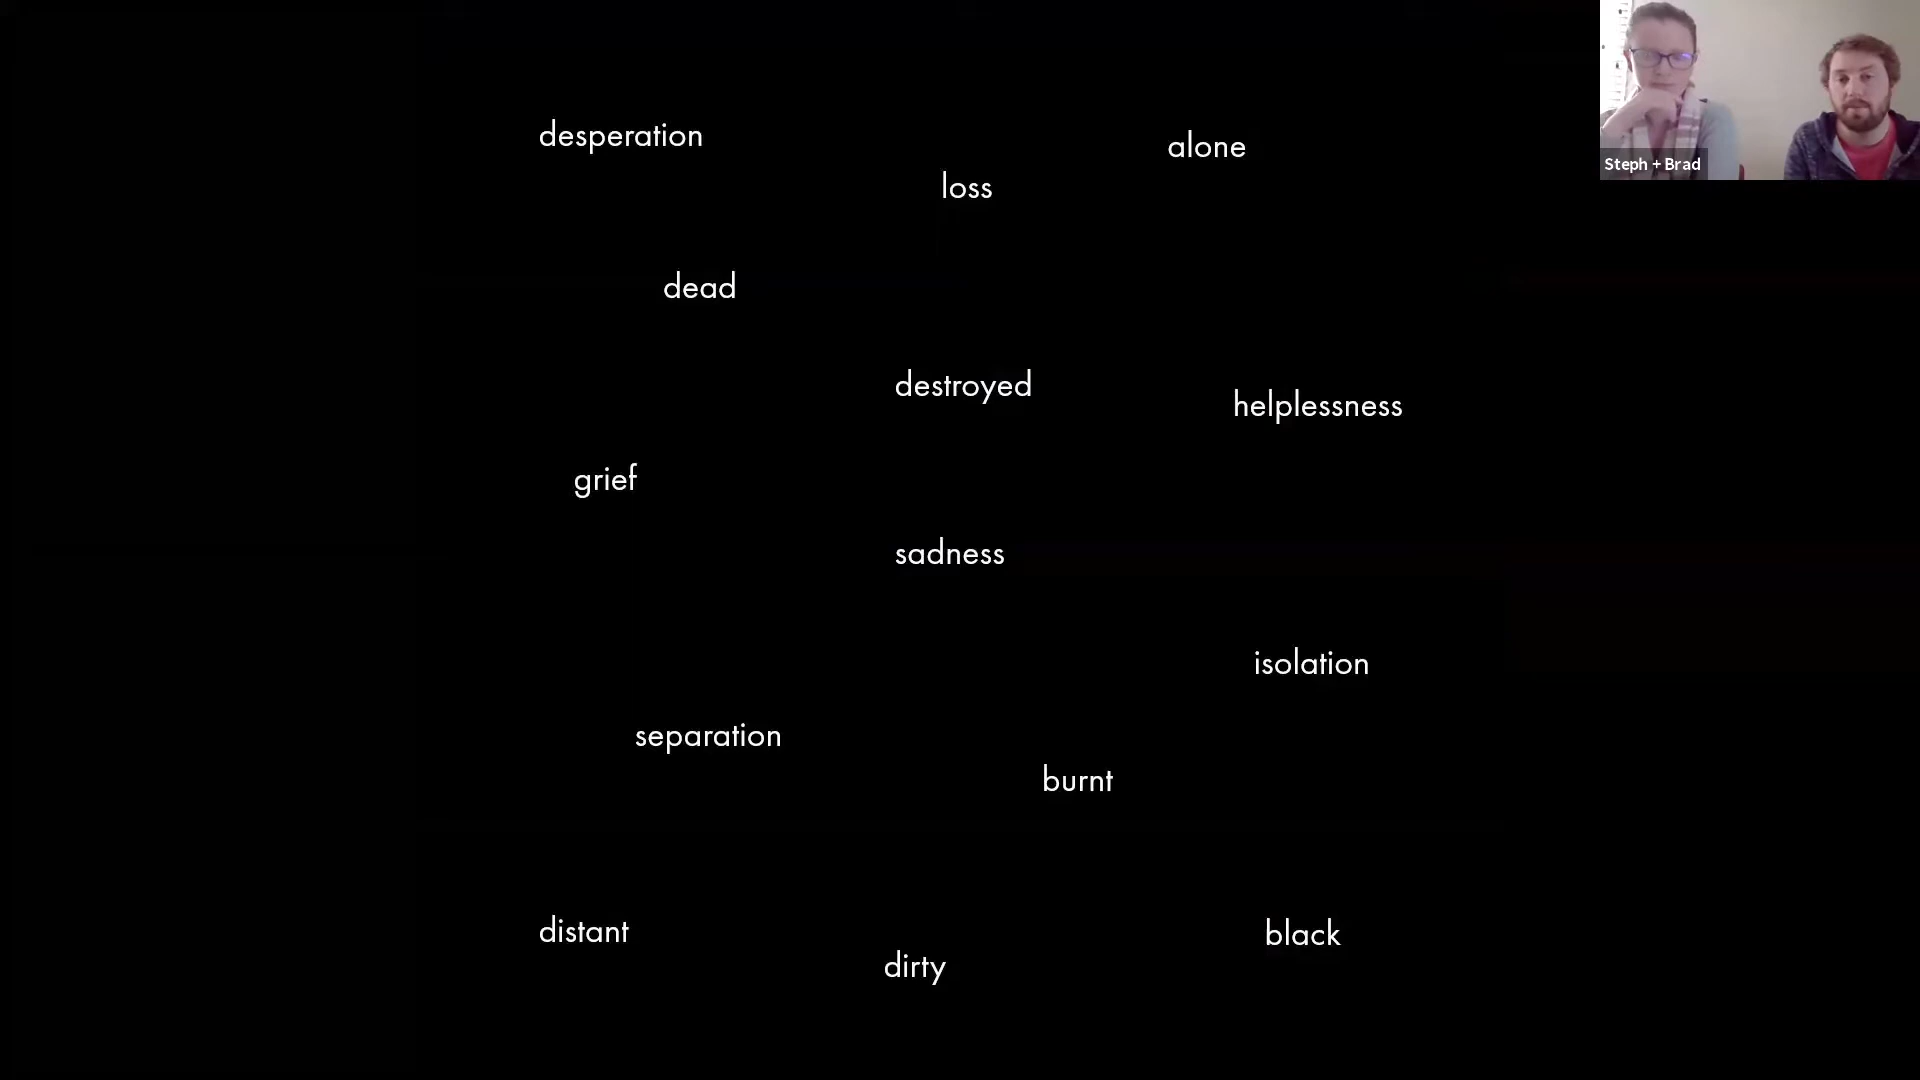 desperation
alone
loss
dead
destroyed
helplessness
grief
sadness
isolation
separation
burnt
distant
black
dirty
Steph + Brad